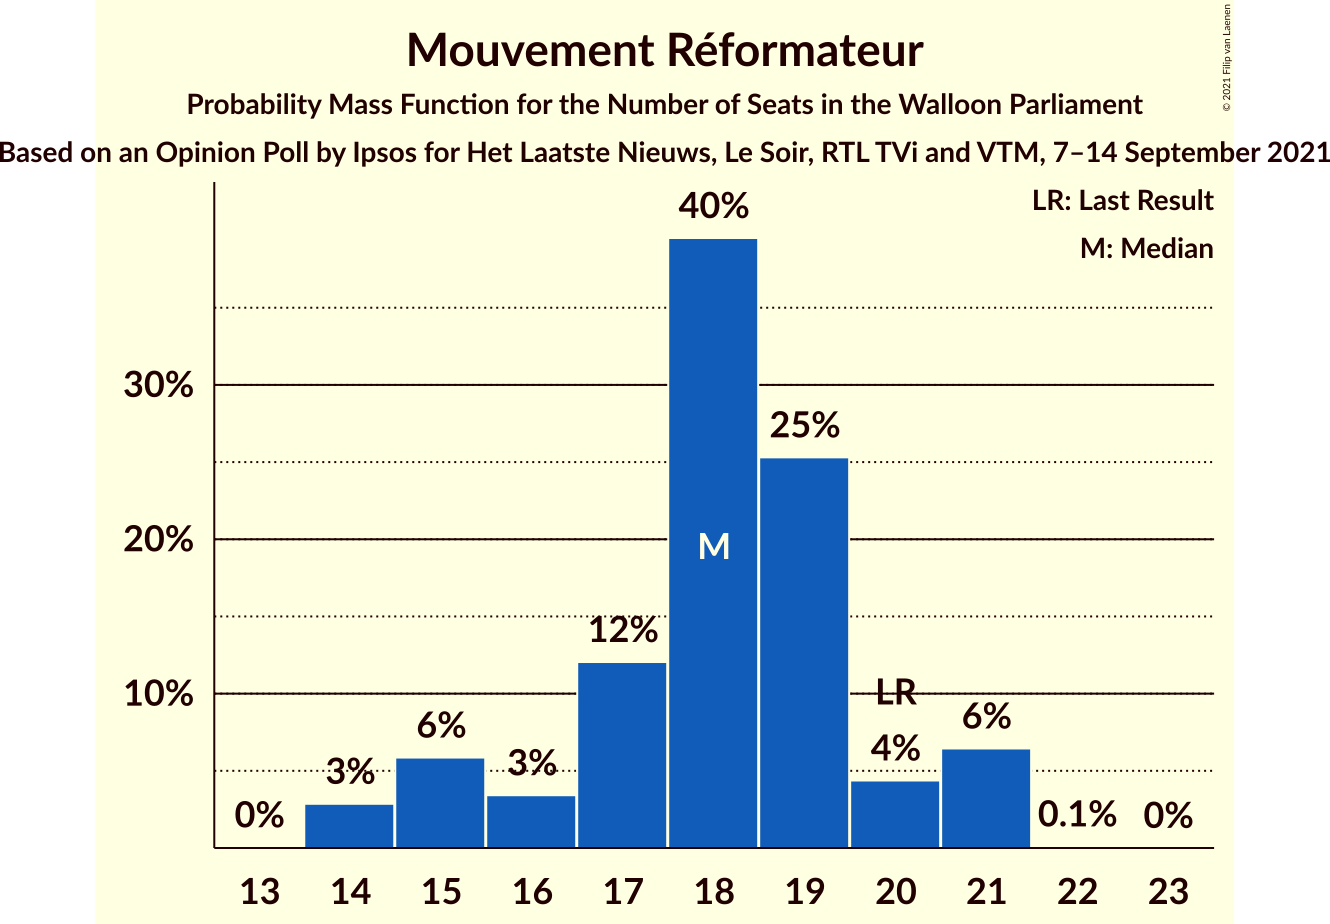 Mouvement Réformateur
Probability Mass Function for the Number of Seats in the Walloon Parliament
Based on an Opinion Poll by Ipsos for Het Laatste Nieuws, Le Soir, RTL TVi and VTM, 7–14 September 2021
© 2021 Filip van Laenen
LR: Last Result
M: Median
40%
30%
25%
20%
M
12%
10%
LR
6%
6%
4%
3%
3%
0%
0.1%
0%
13 14 15 16 17 18 19 20 21 22 23